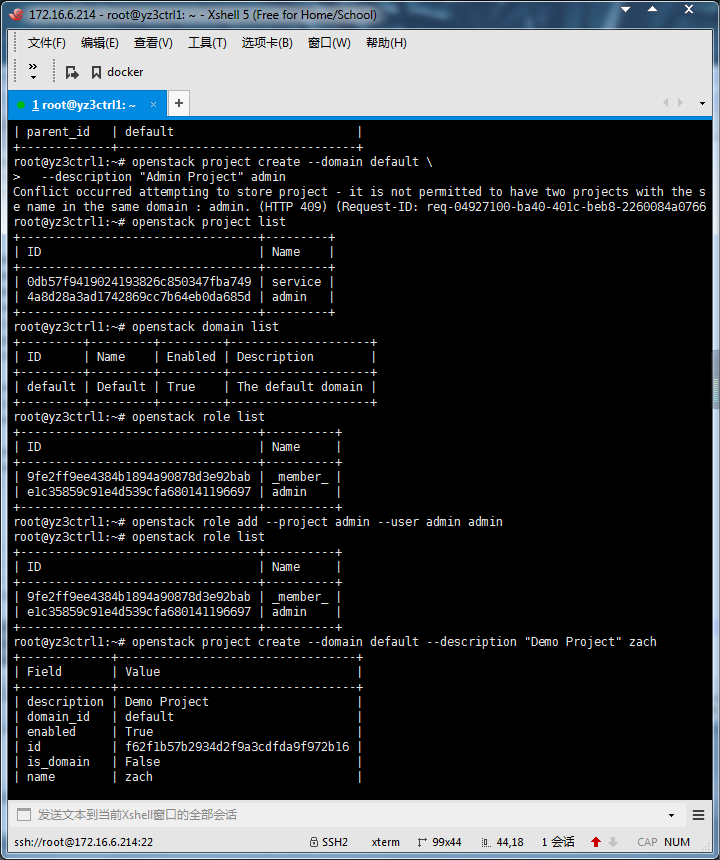 172.16.6.214 - root@yz3ctrl1: ~ - Xshell 5 (Free for Home/School)
文件(F) 编辑(E) 查看(V) 工具(T) 选项卡(B) 窗口(W) 帮助(H)
» docker
1 root@yz3ctrl1: ~ × +
| parent_id   | default                          |
+-------------+----------------------------------+
root@yz3ctrl1:~# openstack project create --domain default \
>   --description "Admin Project" admin
Conflict occurred attempting to store project - it is not permitted to have two projects with the s
e name in the same domain : admin. (HTTP 409) (Request-ID: req-04927100-ba40-401c-beb8-2260084a0766
root@yz3ctrl1:~# openstack project list
+----------------------------------+---------+
| ID                               | Name    |
+----------------------------------+---------+
| 0db57f9419024193826c850347fba749 | service |
| 4a8d28a3ad1742869cc7b64eb0da685d | admin   |
+----------------------------------+---------+
root@yz3ctrl1:~# openstack domain list
+---------+---------+---------+--------------------+
| ID      | Name    | Enabled | Description        |
+---------+---------+---------+--------------------+
| default | Default | True    | The default domain |
+---------+---------+---------+--------------------+
root@yz3ctrl1:~# openstack role list
+----------------------------------+----------+
| ID                               | Name     |
+----------------------------------+----------+
| 9fe2ff9ee4384b1894a90878d3e92bab | _member_ |
| e1c35859c91e4d539cfa680141196697 | admin    |
+----------------------------------+----------+
root@yz3ctrl1:~# openstack role add --project admin --user admin admin
root@yz3ctrl1:~# openstack role list
+----------------------------------+----------+
| ID                               | Name     |
+----------------------------------+----------+
| 9fe2ff9ee4384b1894a90878d3e92bab | _member_ |
| e1c35859c91e4d539cfa680141196697 | admin    |
+----------------------------------+----------+
root@yz3ctrl1:~# openstack project create --domain default --description "Demo Project" zach
+-------------+----------------------------------+
| Field       | Value                            |
+-------------+----------------------------------+
| description | Demo Project                     |
| domain_id   | default                          |
| enabled     | True                             |
| id          | f62f1b57b2934d2f9a3cdfda9f972b16 |
| is_domain   | False                            |
| name        | zach                             |
发送文本到当前Xshell窗口的全部会话
ssh://root@172.16.6.214:22 SSH2 xterm 99x44 44,18 1 会话 CAP NUM